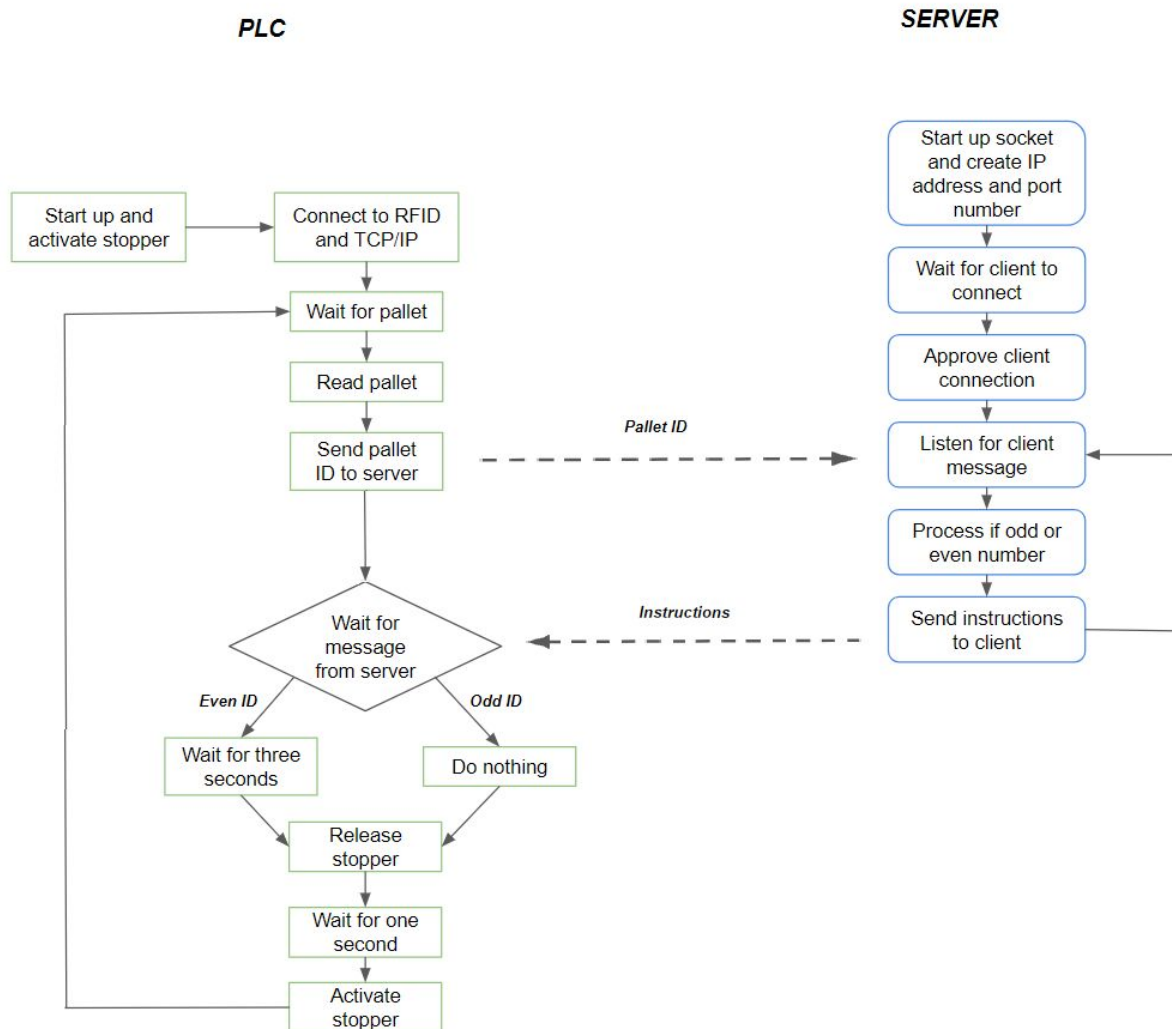 PLC
SERVER
Start up and
activate stopper
Connect to RFID
and TCP/IP
Wait for pallet
Read pallet
Send pallet
ID to server
Pallet ID
Wait for
message
from server
Instructions
Even ID
Odd ID
Wait for three
seconds
Do nothing
Release
stopper
Wait for one
second
Activate
stopper
Start up socket
and create IP
address and port
number
Wait for client to
connect
Approve client
connection
Listen for client
message
Process if odd or
even number
Send instructions
to client